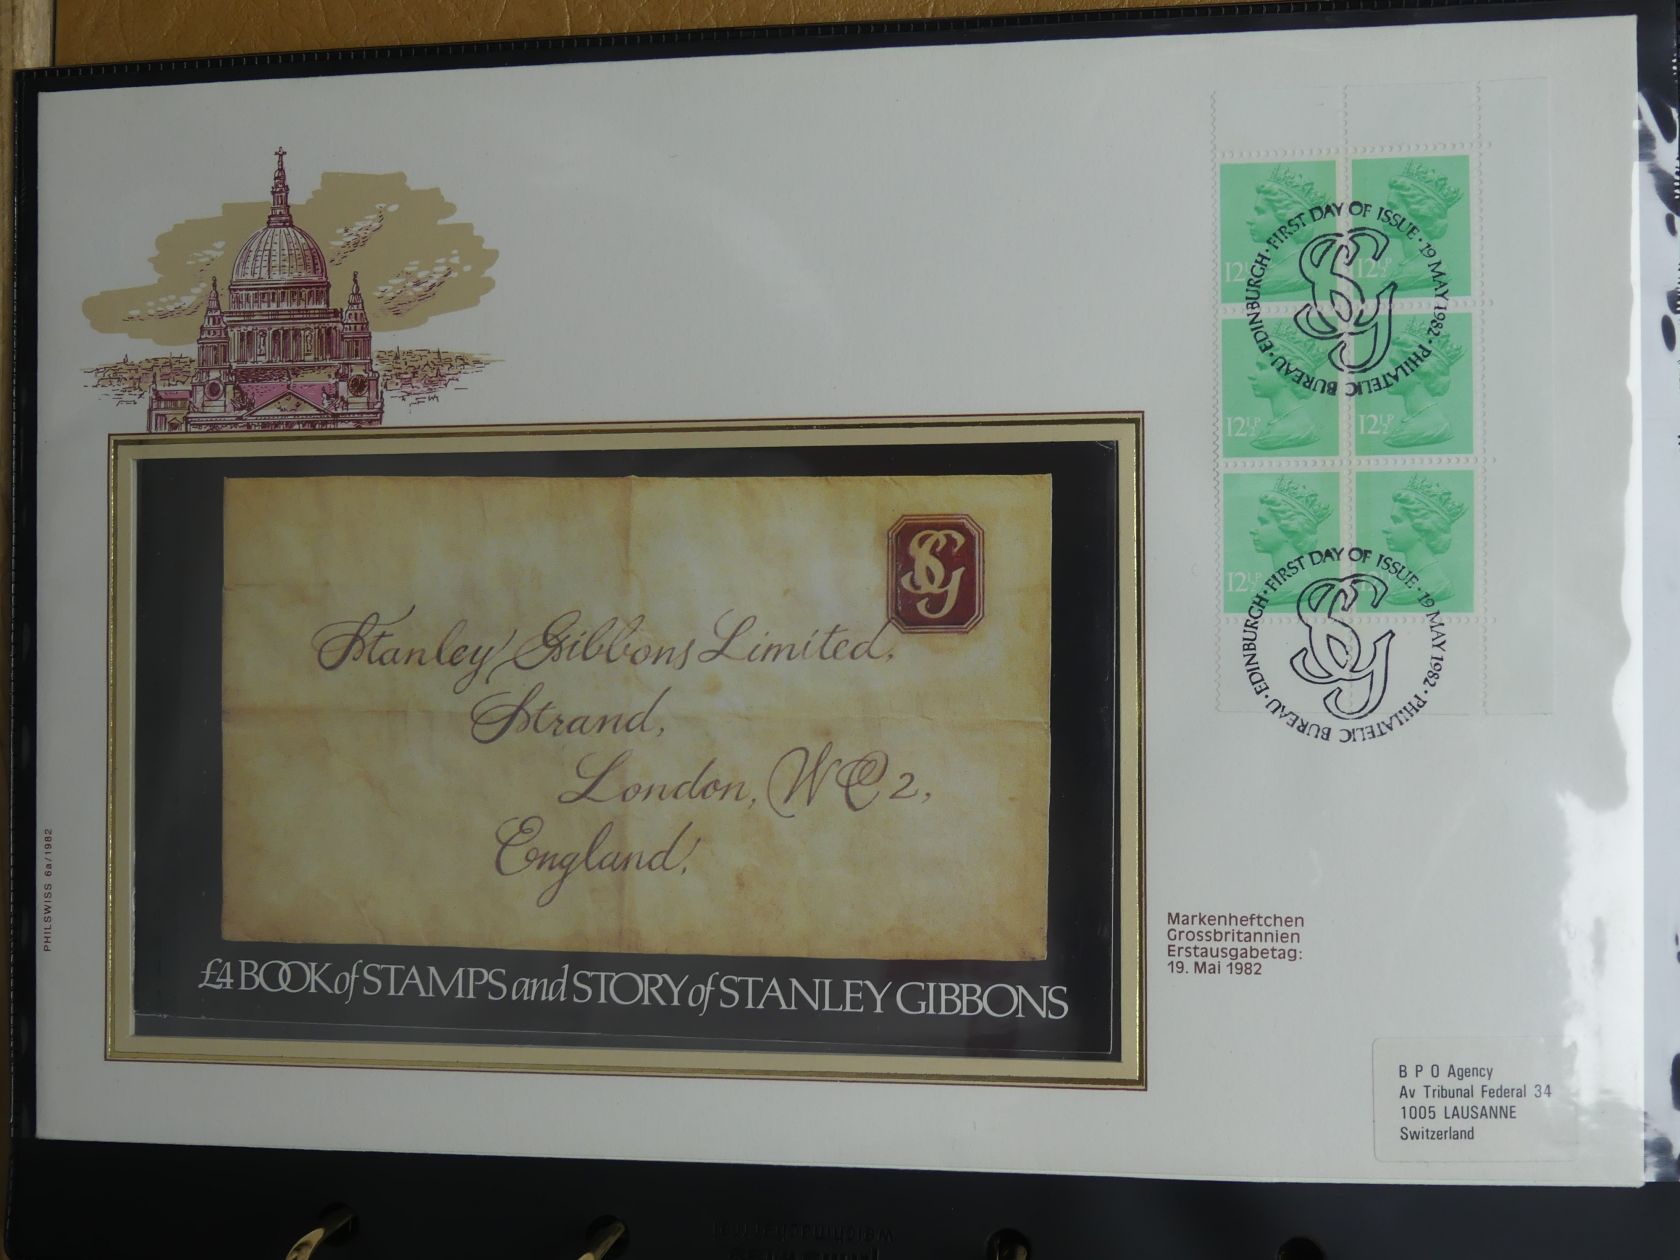 12½P
12½P
12½P
12½P
12½P
FIRST DAY OF ISSUE · 19 MAY 1982 · PHILATELIC BUREAU · EDINBURGH ·
SG
FIRST DAY OF ISSUE · 19 MAY 1982 · PHILATELIC BUREAU · EDINBURGH ·
SG
SG
Stanley Gibbons Limited,
Strand,
London, WC2,
England.
£4 BOOK of STAMPS and STORY of STANLEY GIBBONS
PHILSWISS 6a/1982
Markenheftchen
Grossbritannien
Erstausgabetag:
19. Mai 1982
B P O Agency
Av Tribunal Federal 34
1005 LAUSANNE
Switzerland